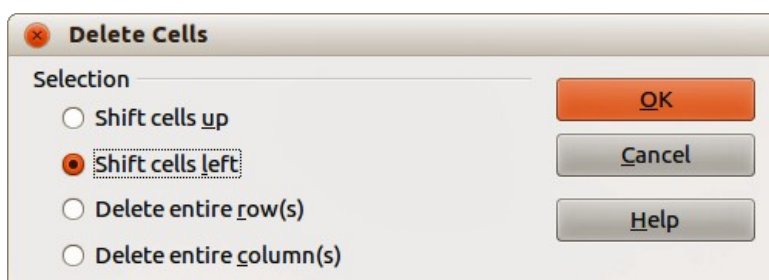 Delete Cells
Selection
Shift cells up
Shift cells left
Delete entire row(s)
Delete entire column(s)
OK
Cancel
Help